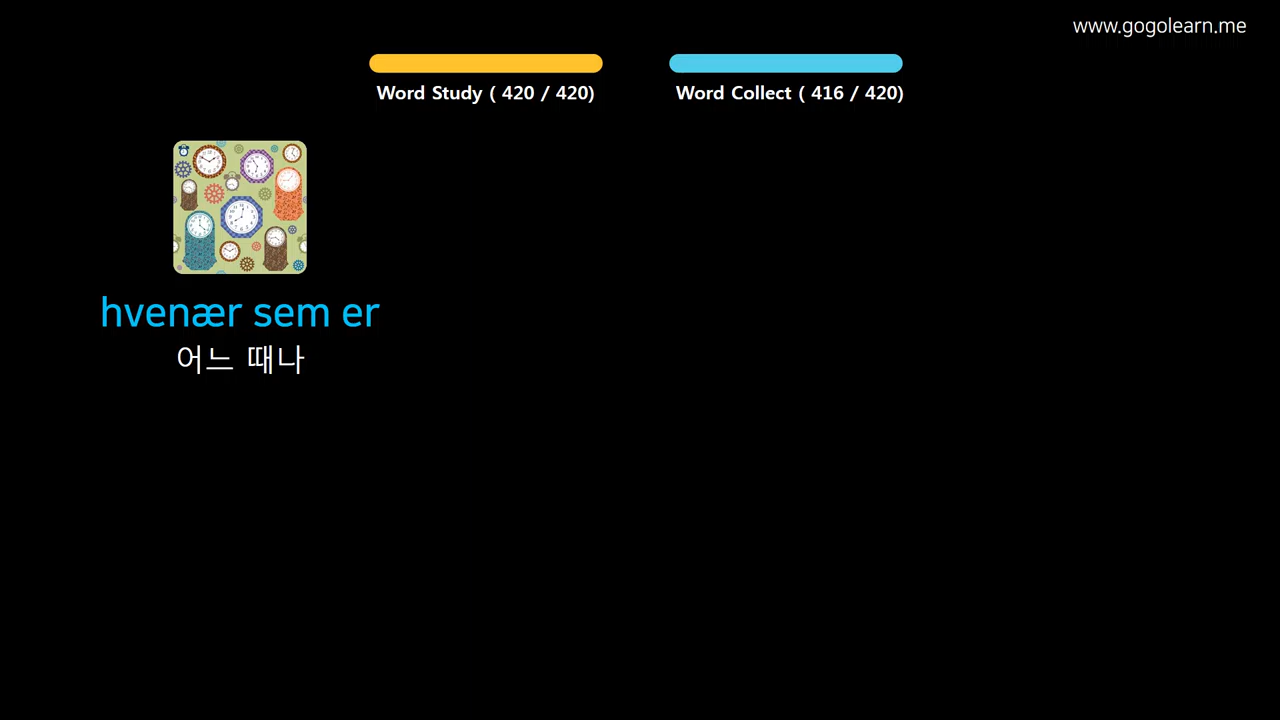 www.gogolearn.me
Word Study ( 420 / 420)
Word Collect ( 416 / 420)
hvenær sem er
어느 때나